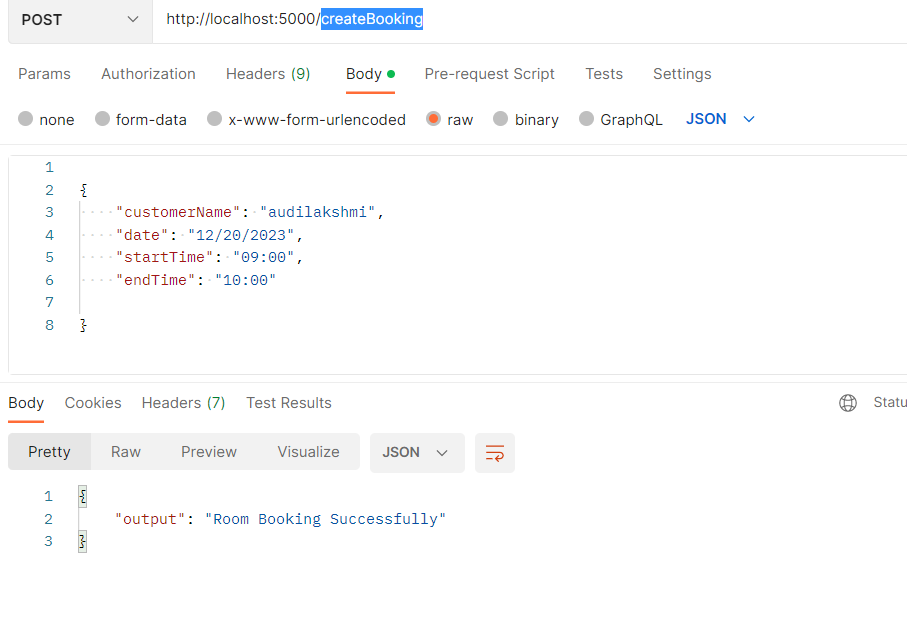 POST http://localhost:5000/createBooking
Params Authorization Headers (9) Body Pre-request Script Tests Settings
none form-data x-www-form-urlencoded raw binary GraphQL JSON
1
2 {
3 "customerName": "audilakshmi",
4 "date": "12/20/2023",
5 "startTime": "09:00",
6 "endTime": "10:00"
7
8 }
Body Cookies Headers (7) Test Results Statu
Pretty Raw Preview Visualize JSON
1 {
2 "output": "Room Booking Successfully"
3 }